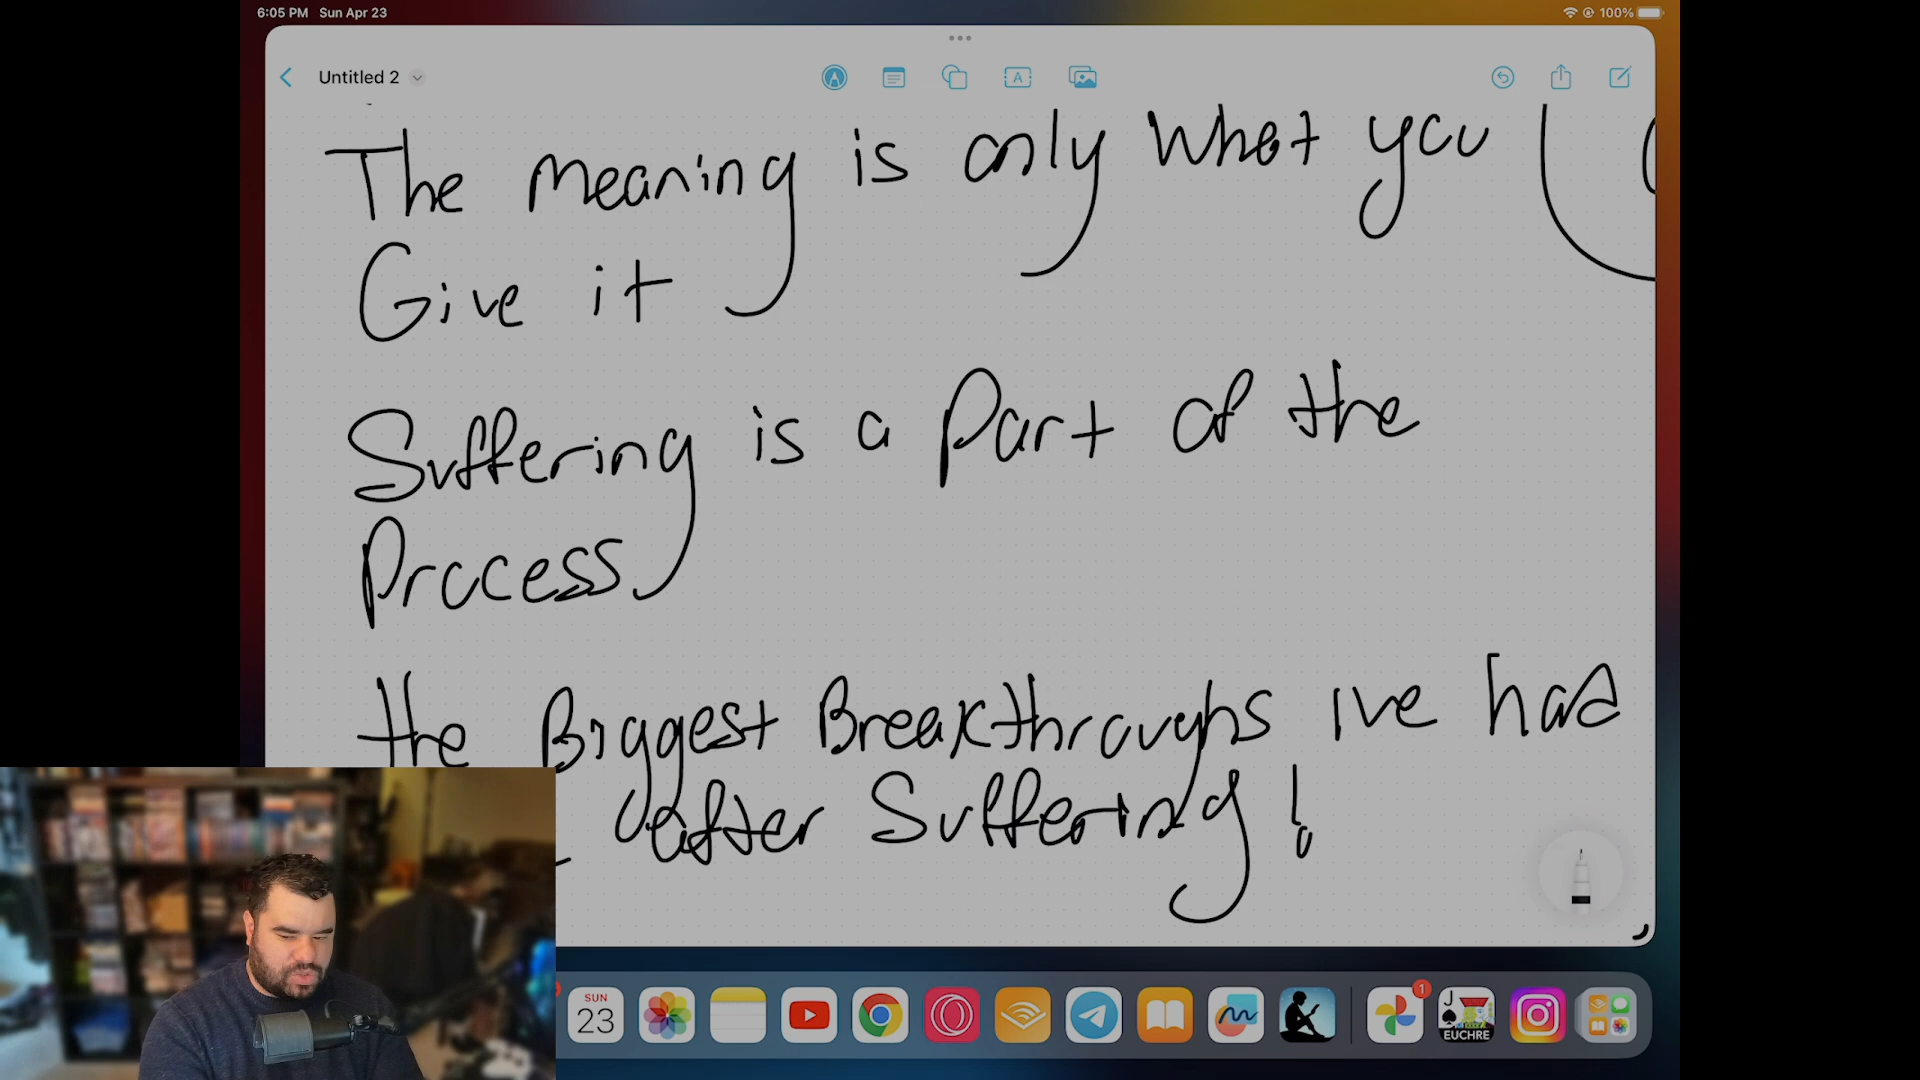 6:05 PM Sun Apr 23
100%
Untitled 2
A
The meaning is only what you
Give it
Suffering is a Part of the
Process
the Biggest Breakthroughs Ive had
after Suffering!
SUN
23
1
J
EUCHRE